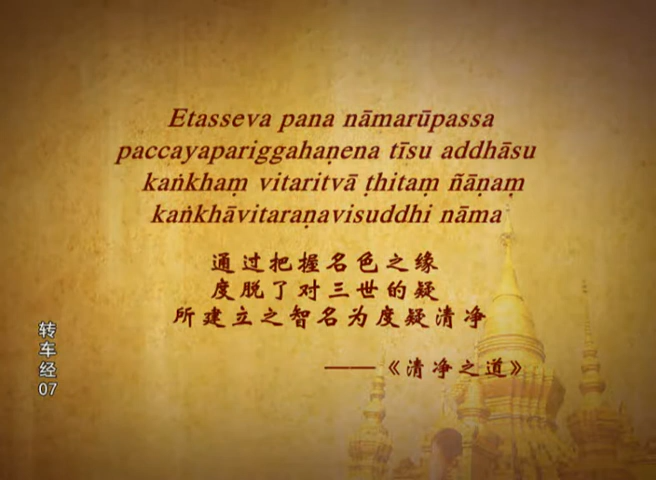 Etasseva pana nāmarūpassa
paccayapariggahaṇena tīsu addhāsu
kaṅkhaṃ vitaritvā ṭhitaṃ ñāṇaṃ
kaṅkhāvitaraṇavisuddhi nāma
通过把握名色之缘
度脱了对三世的疑
所建立之智名为度疑清净
——《清净之道》
转车经07